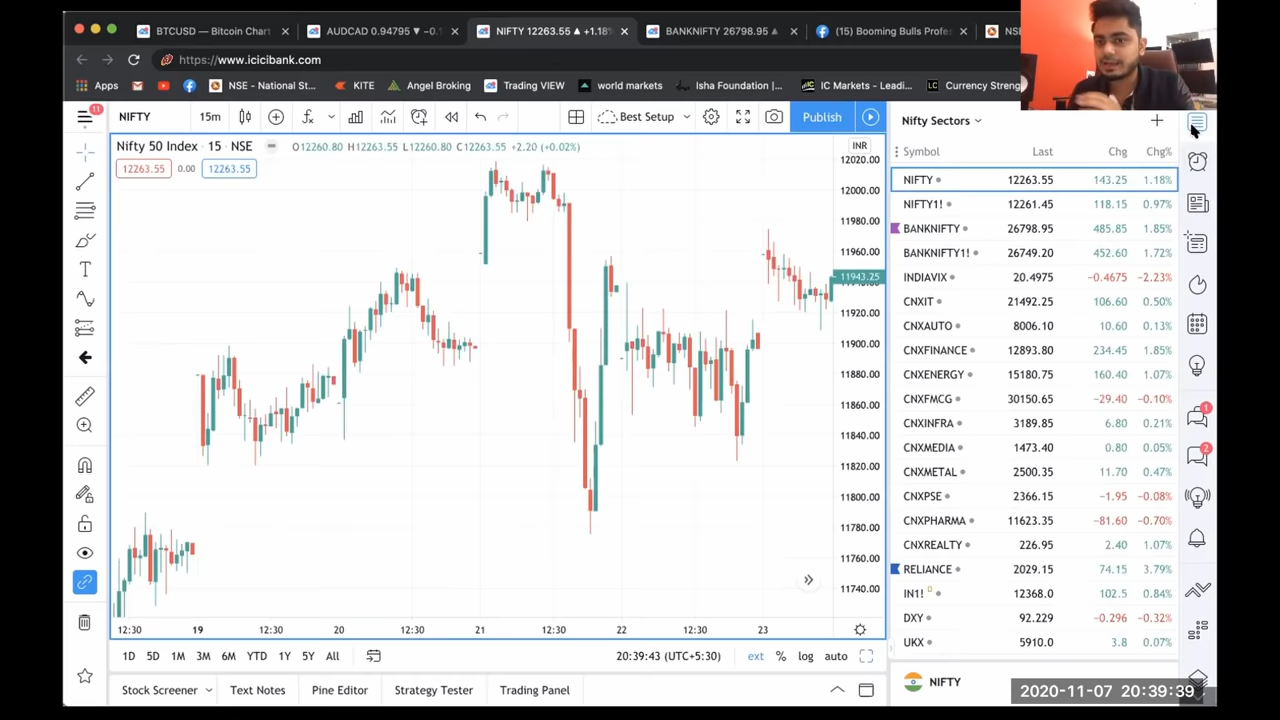 BTCUSD — Bitcoin Chart
AUDCAD 0.94795 ▼ −0.1
NIFTY 12263.55 ▲ +1.18%
BANKNIFTY 26798.95 ▲
(15) Booming Bulls Profe
NSE
https://www.icicibank.com
Apps
NSE - National St...
KITE
Angel Broking
Trading VIEW
world markets
Isha Foundation...
IC Markets - Leadi...
Currency Streng
11
NIFTY
15m
Best Setup
Publish
Nifty Sectors
Nifty 50 Index · 15 · NSE
O12260.80 H12263.55 L12260.80 C12263.55 +2.20 (+0.02%)
INR
12263.55 0.00 12263.55
12020.00
12000.00
11980.00
11960.00
11943.25
11920.00
11900.00
11880.00
11860.00
11840.00
11820.00
11800.00
11780.00
11760.00
11740.00
12:30 19 12:30 20 12:30 21 12:30 22 12:30 23
Symbol Last Chg Chg%
NIFTY 12263.55 143.25 1.18%
NIFTY1! 12261.45 118.15 0.97%
BANKNIFTY 26798.95 485.85 1.85%
BANKNIFTY1! 26749.20 452.60 1.72%
INDIAVIX 20.4975 −0.4675 −2.23%
CNXIT 21492.25 106.60 0.50%
CNXAUTO 8006.10 10.60 0.13%
CNXFINANCE 12893.80 234.45 1.85%
CNXENERGY 15180.75 160.40 1.07%
CNXFMCG 30150.65 −29.40 −0.10%
CNXINFRA 3189.85 6.80 0.21%
CNXMEDIA 1473.40 0.80 0.05%
CNXMETAL 2500.35 11.70 0.47%
CNXPSE 2366.15 −1.95 −0.08%
CNXPHARMA 11623.35 −81.60 −0.70%
CNXREALTY 226.95 2.40 1.07%
RELIANCE 2029.15 74.15 3.79%
IN1! D 12368.0 102.5 0.84%
DXY 92.229 −0.296 −0.32%
UKX 5910.0 3.8 0.07%
1
2
1D 5D 1M 3M 6M YTD 1Y 5Y All
20:39:43 (UTC+5:30)
ext % log auto
Stock Screener
Text Notes
Pine Editor
Strategy Tester
Trading Panel
NIFTY
2020-11-07 20:39:39